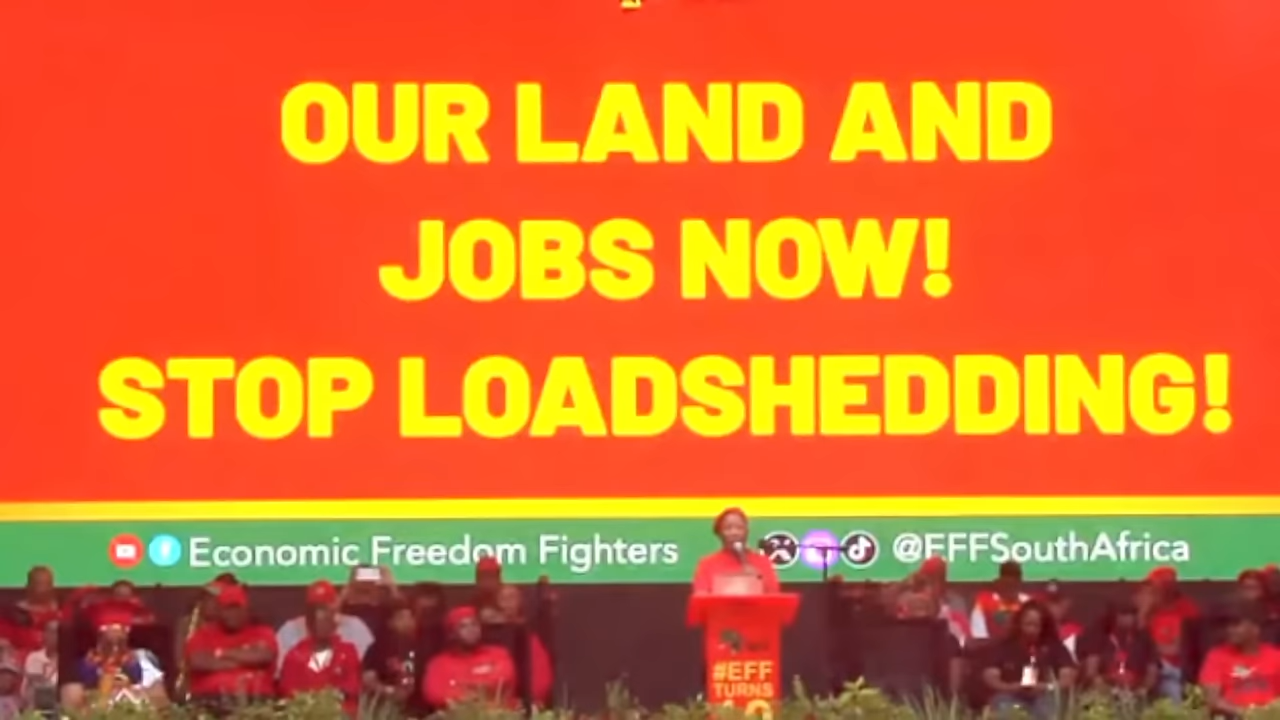 OUR LAND AND
JOBS NOW!
STOP LOADSHEDDING!
Economic Freedom Fighters
@EFFSouthAfrica
#EFF
TURNS